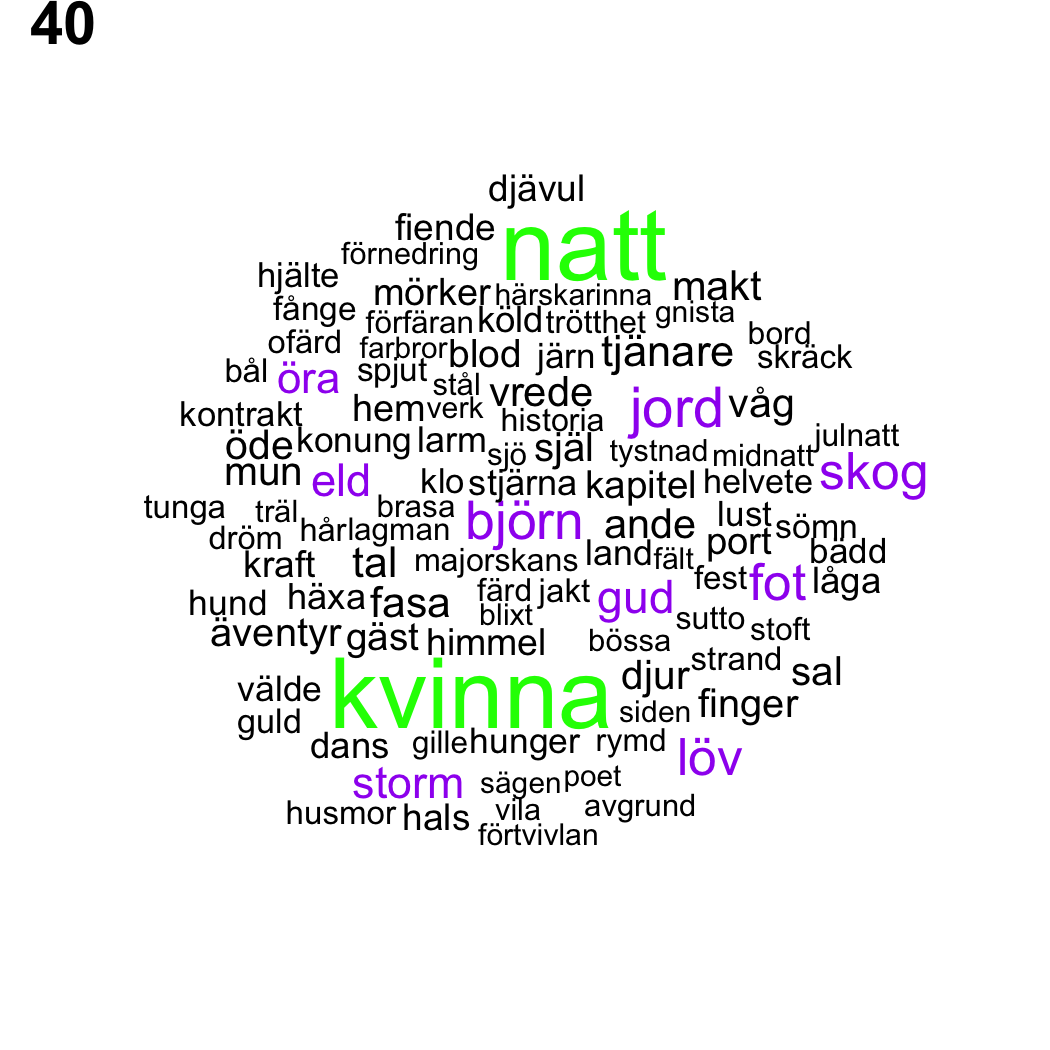 40
djävul
fiende natt
förnedring
hjälte mörker härskarinna makt
fånge förfäran köld trötthet gnista
ofärd farbror blod järn tjänare bord
bål öra spjut stål vrede skräck
kontrakt hem verk historia jord våg
öde konung larm sjö själ tystnad midnatt julnatt
mun eld klo stjärna kapitel helvete skog
tunga träl brasa björn ande lust sömn
dröm hårlagman land fält port bädd
kraft tal majorskans fest fot låga
hund häxa fasa färd jakt gud
blixt sutto stoft
äventyr gäst himmel bössa strand
välde kvinna djur sal
guld siden finger
dans gille hunger rymd löv
storm sägen poet
husmor hals vila avgrund
förtvivlan